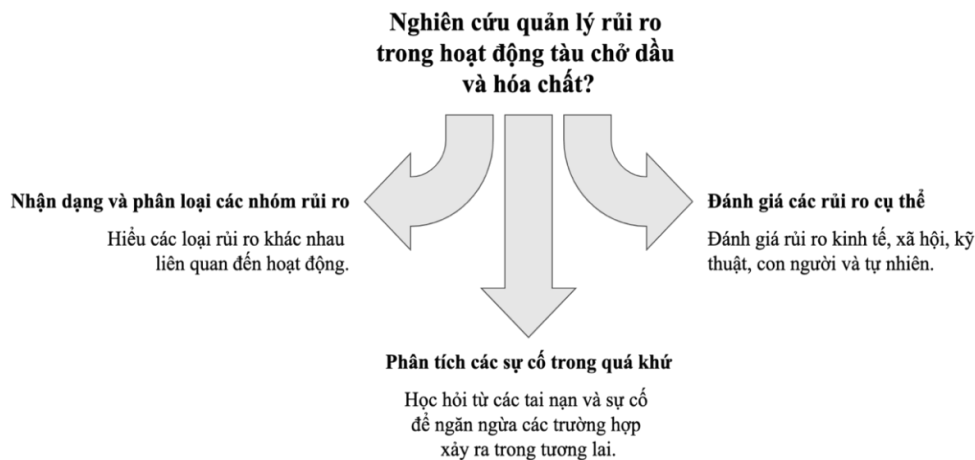 Nghiên cứu quản lý rủi ro
trong hoạt động tàu chở dầu
và hóa chất?
Nhận dạng và phân loại các nhóm rủi ro
Hiểu các loại rủi ro khác nhau
liên quan đến hoạt động.
Đánh giá các rủi ro cụ thể
Đánh giá rủi ro kinh tế, xã hội, kỹ
thuật, con người và tự nhiên.
Phân tích các sự cố trong quá khứ
Học hỏi từ các tai nạn và sự cố
để ngăn ngừa các trường hợp
xảy ra trong tương lai.